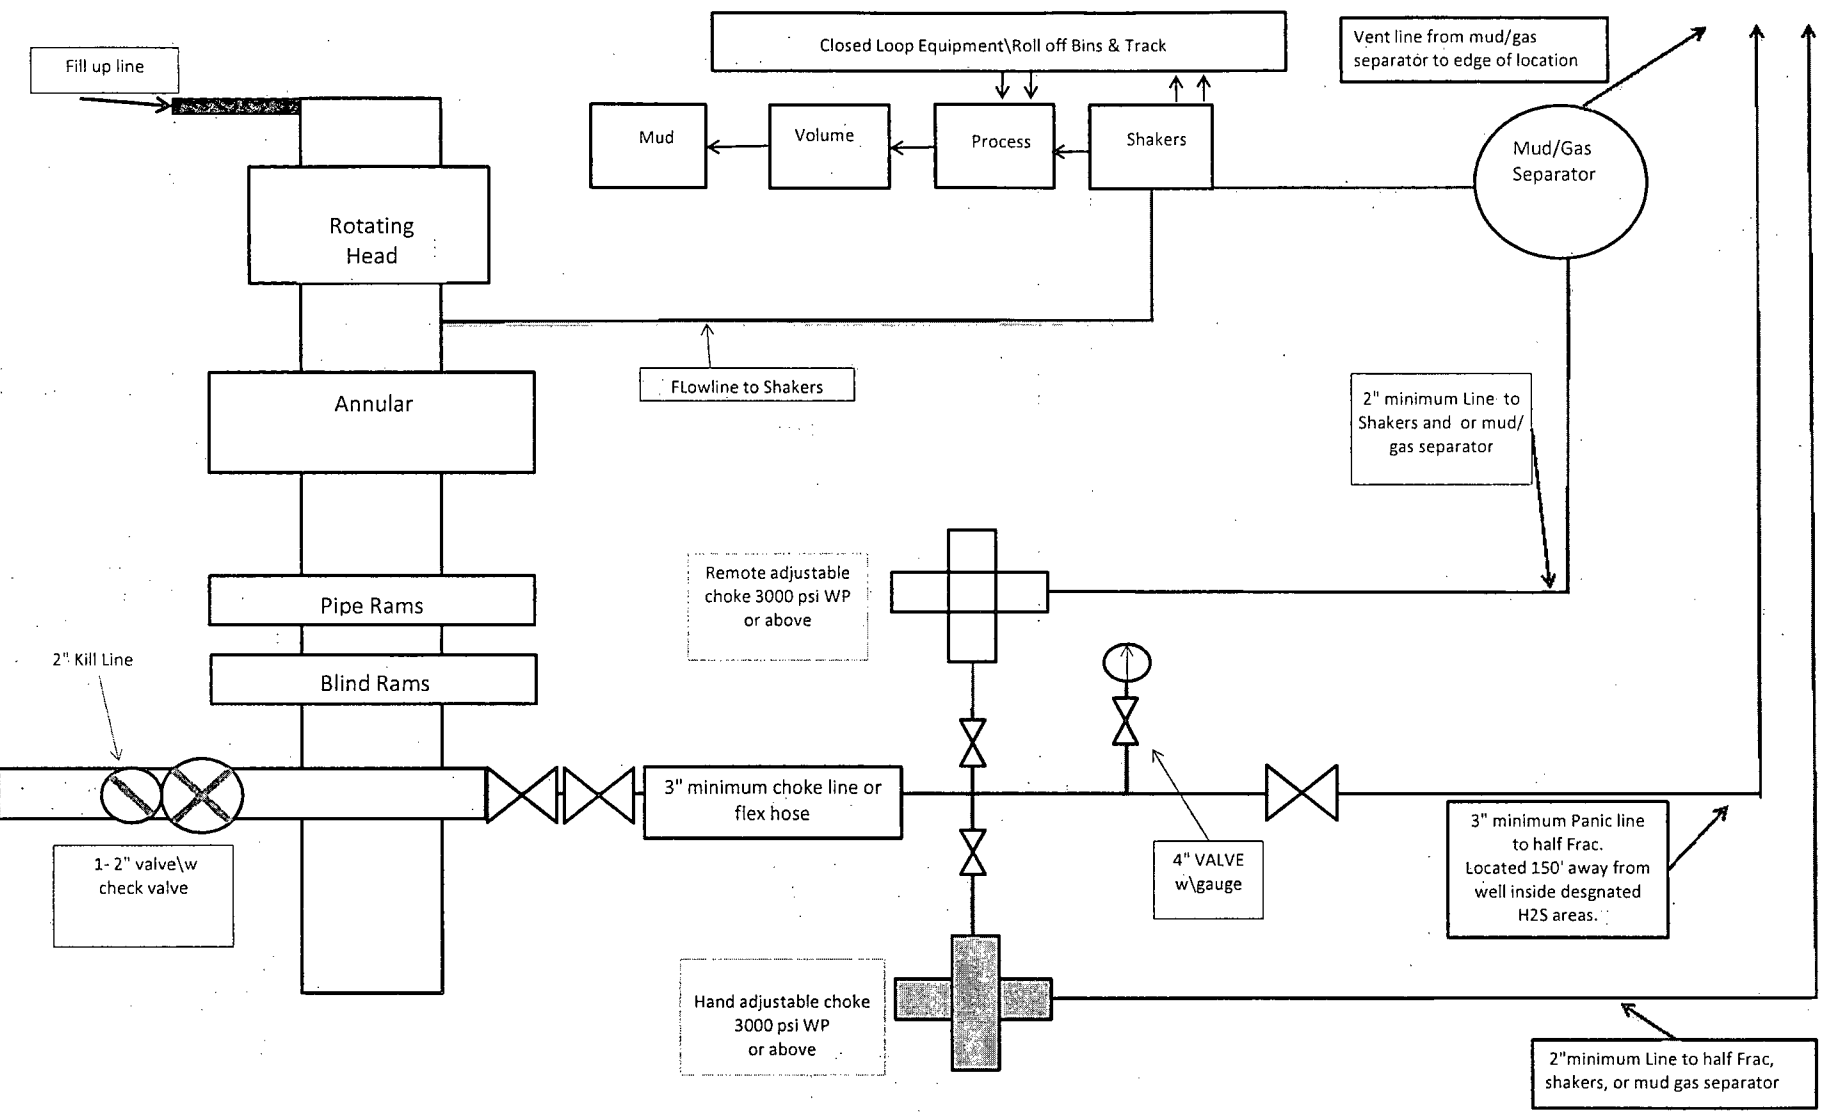 Closed Loop Equipment\Roll off Bins & Track
Vent line from mud/gas
separator to edge of location
Fill up line
Mud
Volume
Process
Shakers
Mud/Gas
Separator
Rotating
Head
FLowline to Shakers
Annular
2" minimum Line to
Shakers and or mud/
gas separator
Remote adjustable
choke 3000 psi WP
or above
Pipe Rams
2" Kill Line
Blind Rams
3" minimum choke line or
flex hose
1- 2" valve\w
check valve
4" VALVE
w\gauge
3" minimum Panic line
to half Frac.
Located 150' away from
well inside desgnated
H2S areas.
Hand adjustable choke
3000 psi WP
or above
2"minimum Line to half Frac,
shakers, or mud gas separator